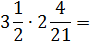 3 1/2 · 2 4/21 =